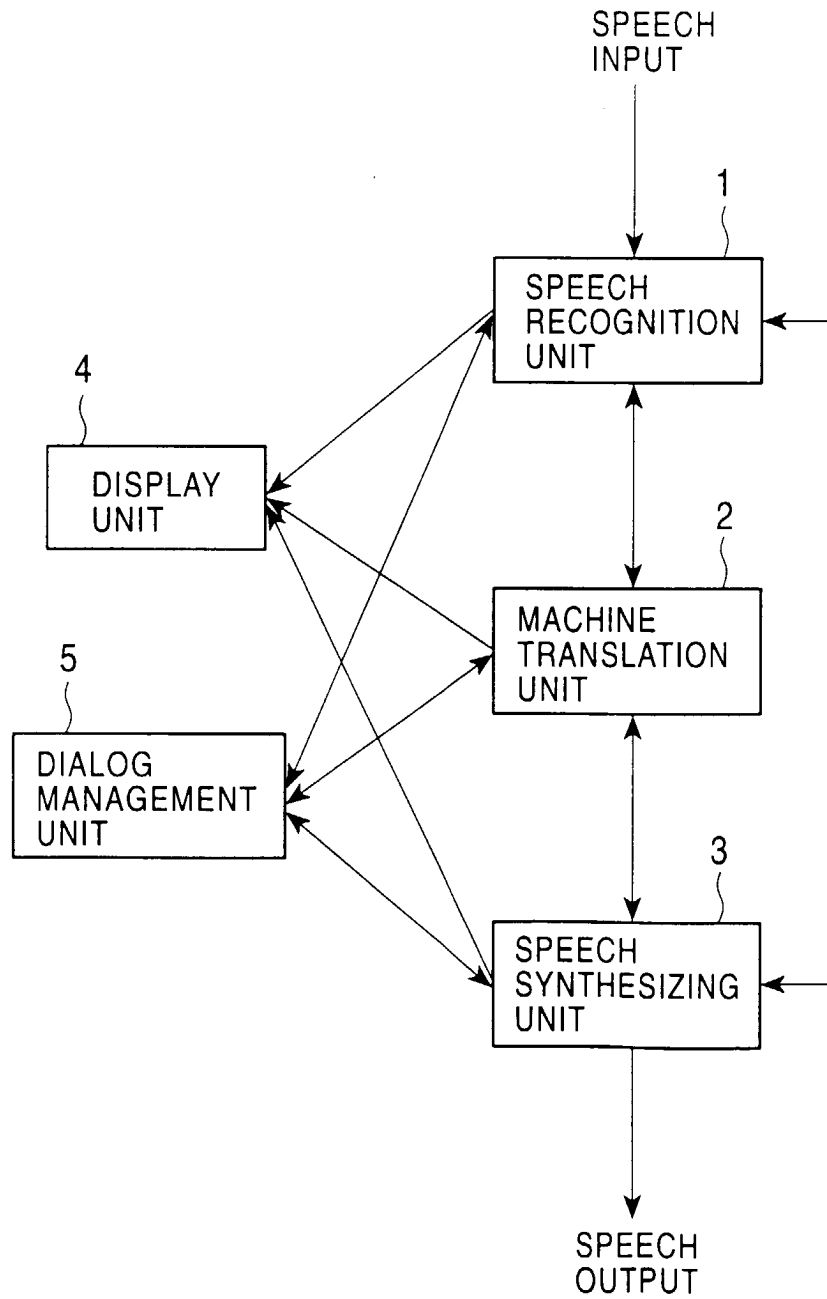 SPEECH
INPUT
1
SPEECH
RECOGNITION
UNIT
4
DISPLAY
UNIT
2
MACHINE
TRANSLATION
UNIT
5
DIALOG
MANAGEMENT
UNIT
3
SPEECH
SYNTHESIZING
UNIT
SPEECH
OUTPUT